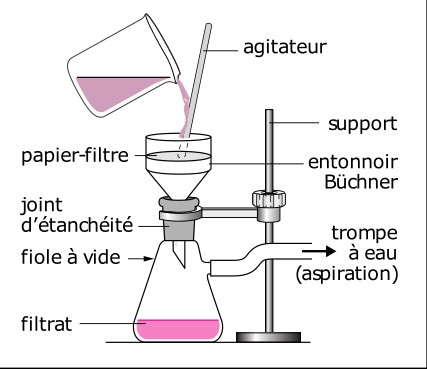 agitateur
support
papier-filtre
entonnoir
Büchner
joint
d'étanchéité
trompe
à eau
(aspiration)
fiole à vide
filtrat